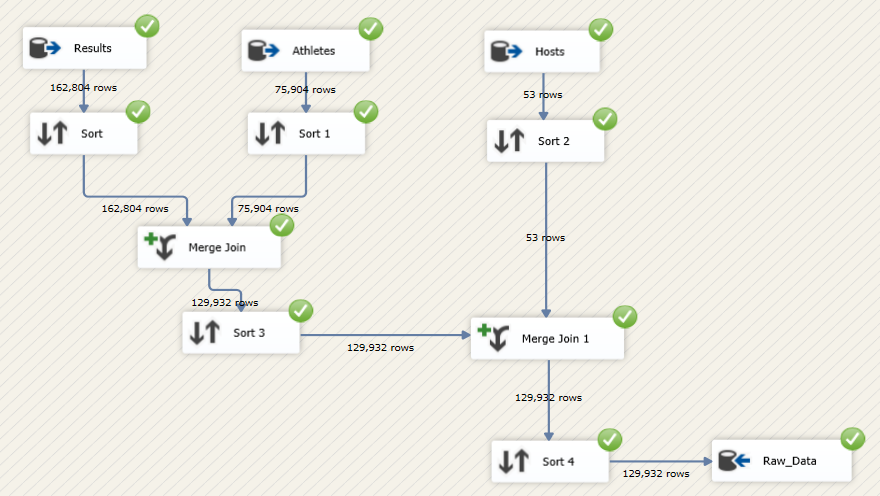 Results
Athletes
Hosts
162,804 rows
75,904 rows
53 rows
Sort
Sort 1
Sort 2
162,804 rows
75,904 rows
53 rows
Merge Join
129,932 rows
Sort 3
129,932 rows
Merge Join 1
129,932 rows
Sort 4
129,932 rows
Raw_Data